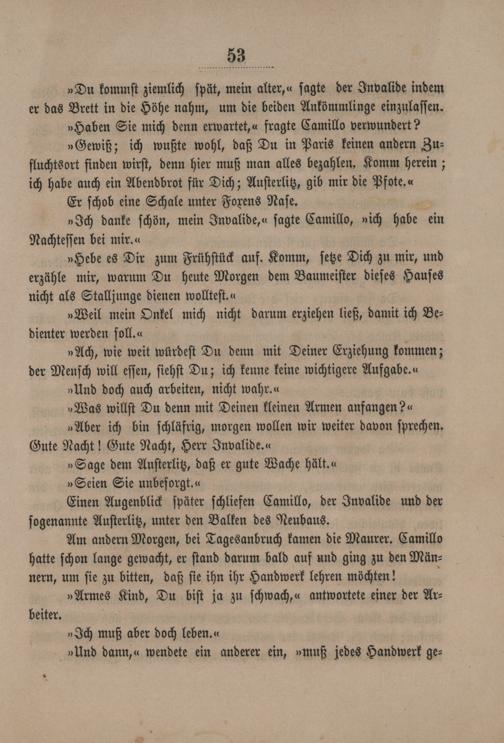 53
»Du kommst ziemlich spät, mein alter,« sagte der Invalide indem
er das Brett in die Höhe nahm, um die beiden Ankömmlinge einzulassen.
»Haben Sie mich denn erwartet,« fragte Camillo verwundert?
»Gewiß; ich wußte wohl, daß Du in Paris keinen andern Zu-
fluchtsort finden wirst, denn hier muß man alles bezahlen. Komm herein;
ich habe auch ein Abendbrot für Dich; Austerlitz, gib mir die Pfote.«
Er schob eine Schale unter Foxens Nase.
»Ich danke schön, mein Invalide,« sagte Camillo, »ich habe ein
Nachtessen bei mir.«
»Hebe es Dir zum Frühstück auf. Komm, setze Dich zu mir, und
erzähle mir, warum Du heute Morgen dem Baumeister dieses Hauses
nicht als Stalljunge dienen wolltest.«
»Weil mein Onkel mich nicht darum erziehen ließ, damit ich Be-
dienter werden soll.«
»Ach, wie weit würdest Du denn mit Deiner Erziehung kommen;
der Mensch will essen, siehst Du; ich kenne keine wichtigere Aufgabe.«
»Und doch auch arbeiten, nicht wahr.«
»Was willst Du denn mit Deinen kleinen Armen anfangen?«
»Aber ich bin schläfrig, morgen wollen wir weiter davon sprechen.
Gute Nacht! Gute Nacht, Herr Invalide.«
»Sage dem Austerlitz, daß er gute Wache hält.«
»Seien Sie unbesorgt.«
Einen Augenblick später schliefen Camillo, der Invalide und der
sogenannte Austerlitz, unter den Balken des Neubaus.
Am andern Morgen, bei Tagesanbruch kamen die Maurer. Camillo
hatte schon lange gewacht, er stand darum bald auf und ging zu den Män-
nern, um sie zu bitten, daß sie ihn ihr Handwerk lehren möchten!
»Armes Kind, Du bist ja zu schwach,« antwortete einer der Ar-
beiter.
»Ich muß aber doch leben.«
»Und dann,« wendete ein anderer ein, »muß jedes Handwerk ge-